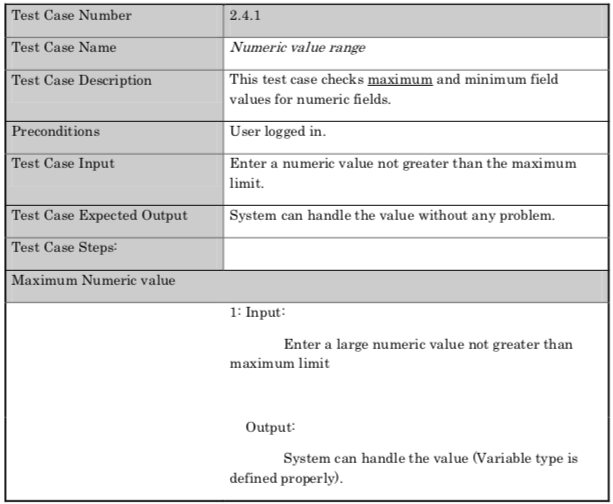 Test Case Number 2.4.1
Test Case Name Numeric value range
Test Case Description This test case checks maximum and minimum field
values for numeric fields.
Preconditions User logged in.
Test Case Input Enter a numeric value not greater than the maximum
limit.
Test Case Expected Output System can handle the value without any problem.
Test Case Steps:
Maximum Numeric value
1: Input:
Enter a large numeric value not greater than
maximum limit
Output:
System can handle the value (Variable type is
defined properly).